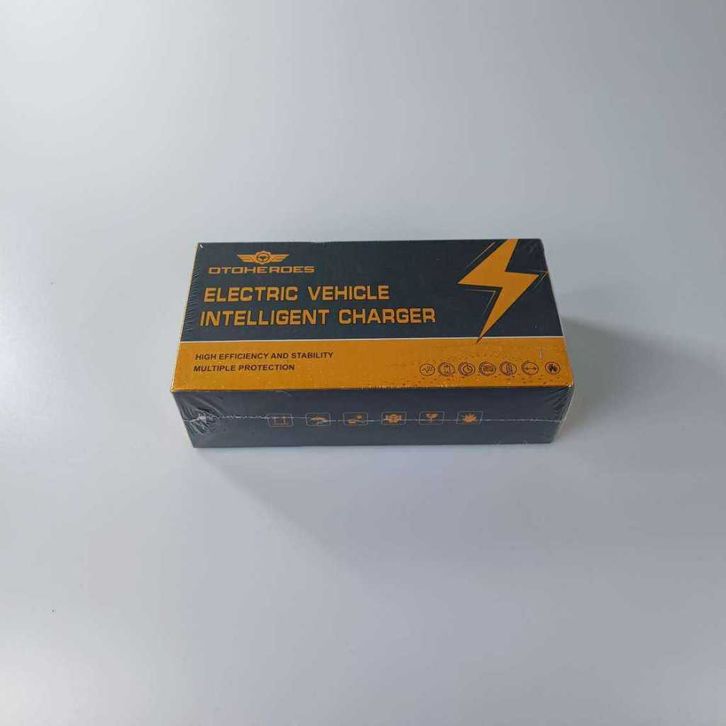 OTOHEROES
ELECTRIC VEHICLE
INTELLIGENT CHARGER
HIGH EFFICIENCY AND STABILITY
MULTIPLE PROTECTION